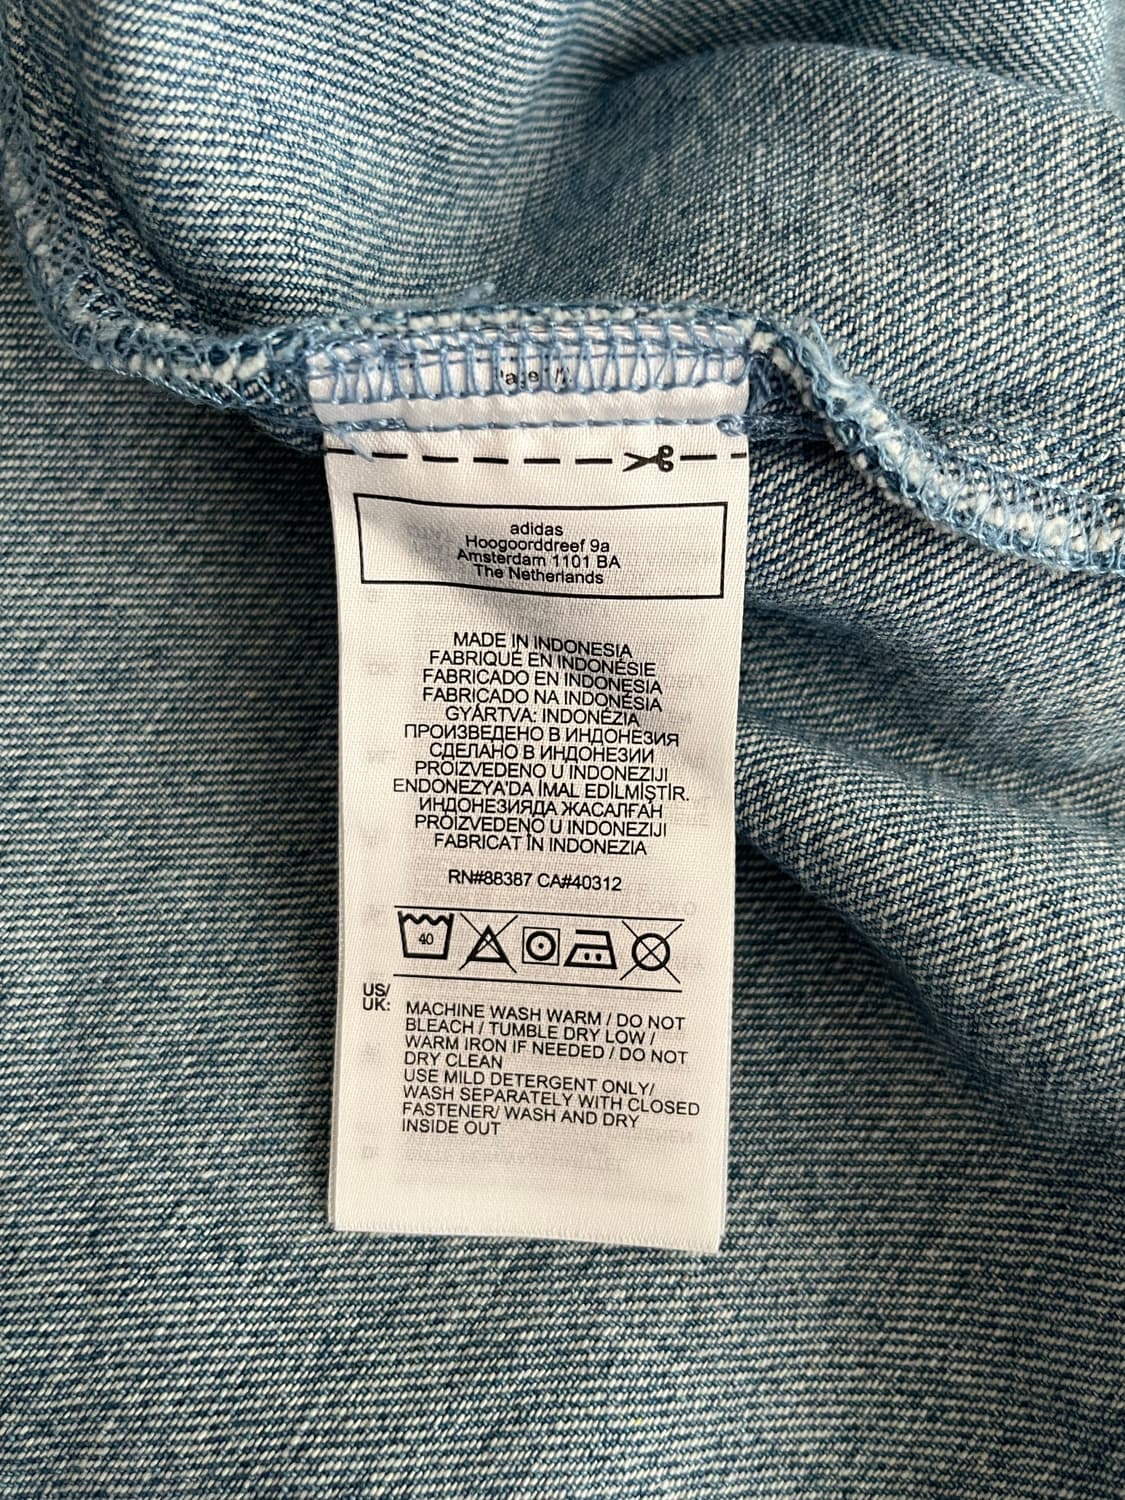 adidas
Hoogoorddreef 9a
Amsterdam 1101 BA
The Netherlands
MADE IN INDONESIA
FABRIQUÉ EN INDONÉSIE
FABRICADO EN INDONESIA
FABRICADO NA INDONÉSIA
GYÁRTVA: INDONÉZIA
ПРОИЗВЕДЕНО В ИНДОНЕЗИЯ
СДЕЛАНО В ИНДОНЕЗИИ
PROIZVEDENO U INDONEZIJI
ENDONEZYA'DA İMAL EDİLMİŞTİR.
ИНДОНЕЗИЯДА ЖАСАЛҒАН
PROIZVEDENO U INDONEZIJI
FABRICAT ÎN INDONEZIA
RN#88387 CA#40312
40
US/
UK:
MACHINE WASH WARM / DO NOT
BLEACH / TUMBLE DRY LOW /
WARM IRON IF NEEDED / DO NOT
DRY CLEAN
USE MILD DETERGENT ONLY/
WASH SEPARATELY WITH CLOSED
FASTENER/ WASH AND DRY
INSIDE OUT